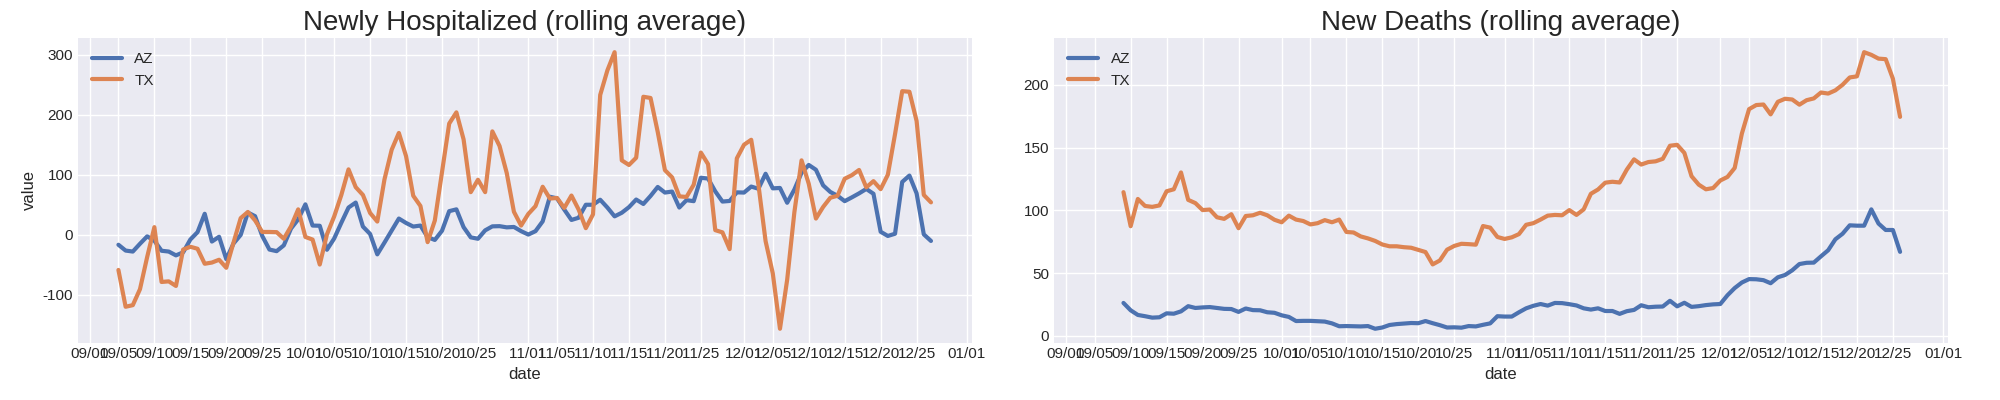 Newly Hospitalized (rolling average)
300
200
100
0
-100
value
AZ
TX
09/01 09/05 09/10 09/15 09/20 09/25 10/01 10/05 10/10 10/15 10/20 10/25 11/01 11/05 11/10 11/15 11/20 11/25 12/01 12/05 12/10 12/15 12/20 12/25 01/01
date
New Deaths (rolling average)
200
150
100
50
0
AZ
TX
09/01 09/05 09/10 09/15 09/20 09/25 10/01 10/05 10/10 10/15 10/20 10/25 11/01 11/05 11/10 11/15 11/20 11/25 12/01 12/05 12/10 12/15 12/20 12/25 01/01
date